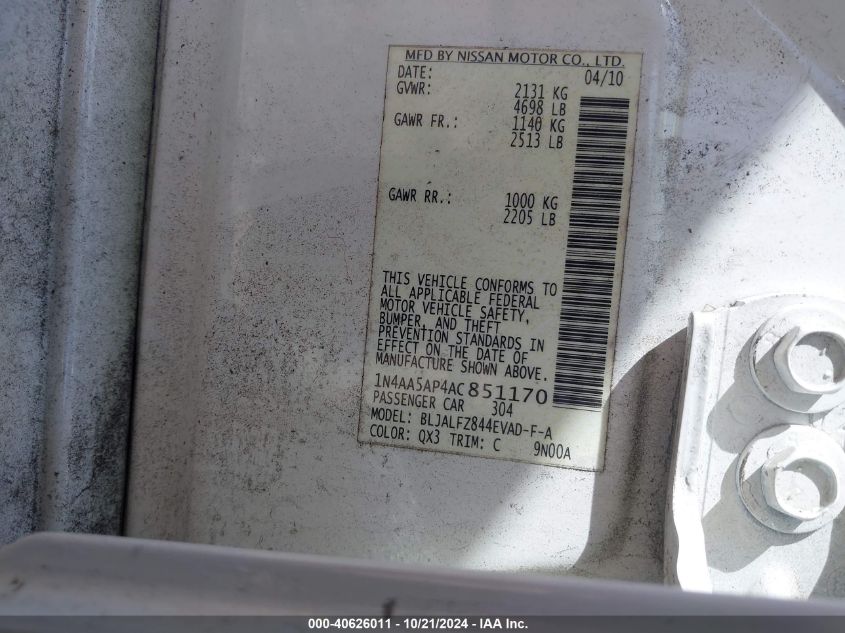 MFD BY NISSAN MOTOR CO., LTD.
DATE: 04/10
GVWR: 2131 KG
4698 LB
GAWR FR.: 1140 KG
2513 LB
GAWR RR.: 1000 KG
2205 LB
THIS VEHICLE CONFORMS TO
ALL APPLICABLE FEDERAL
MOTOR VEHICLE SAFETY,
BUMPER, AND THEFT
PREVENTION STANDARDS IN
EFFECT ON THE DATE OF
MANUFACTURE SHOWN ABOVE.
1N4AA5AP4AC851170
PASSENGER CAR 304
MODEL: BLJALFZ844EVAD-F-A
COLOR: QX3 TRIM: C 9N00A
000-40626011 - 10/21/2024 - IAA Inc.